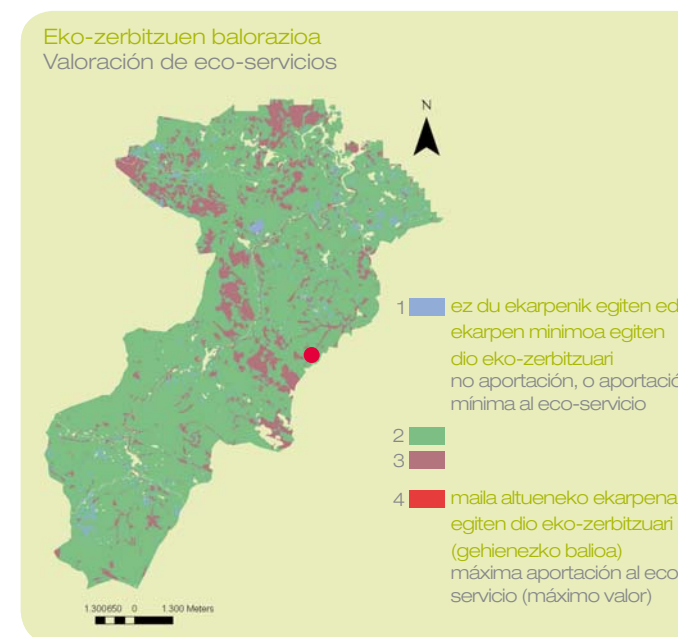 Eko-zerbitzuen balorazioa
Valoración de eco-servicios
N
1 ez du ekarpenik egiten ed
ekarpen minimoa egiten
dio eko-zerbitzuari
no aportación, o aportació
mínima al eco-servicio
2
3
4 maila altueneko ekarpena
egiten dio eko-zerbitzuari
(gehienezko balioa)
máxima aportación al eco
servicio (máximo valor)
1.300650 0 1.300 Meters